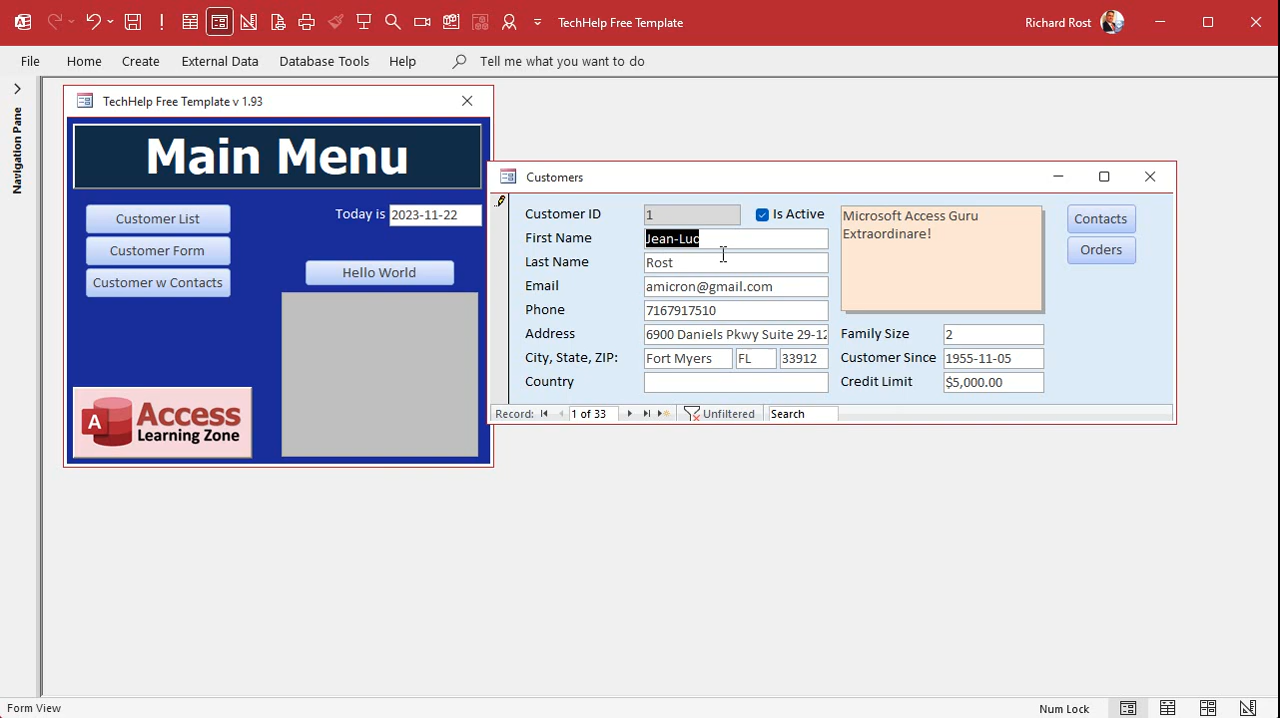 TechHelp Free Template
Richard Rost
File Home Create External Data Database Tools Help Tell me what you want to do
Navigation Pane
TechHelp Free Template v 1.93
Main Menu
Customer List
Customer Form
Customer w Contacts
Today is 2023-11-22
Hello World
A Access
Learning Zone
Customers
Customer ID 1 Is Active
First Name Jean-Luc
Last Name Rost
Email amicron@gmail.com
Phone 7167917510
Address 6900 Daniels Pkwy Suite 29-12
City, State, ZIP: Fort Myers FL 33912
Country
Microsoft Access Guru
Extraordinare!
Family Size 2
Customer Since 1955-11-05
Credit Limit $5,000.00
Contacts
Orders
Record: 1 of 33 Unfiltered Search
Form View
Num Lock